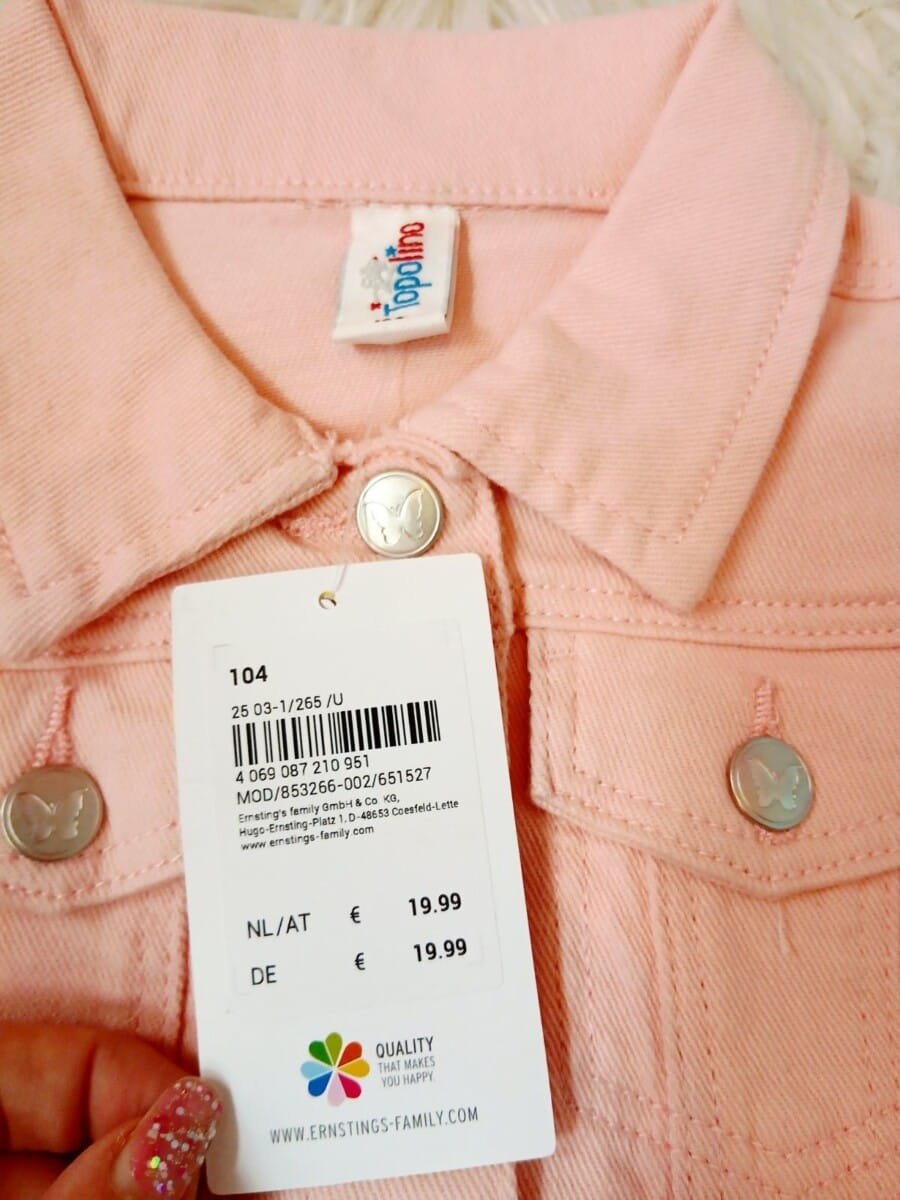 Topolino
104
25 03-1/265 /U
4 069 087 210 951
MOD/853266-002/651527
Ernsting's family GmbH & Co. KG,
Hugo-Ernsting-Platz 1, D-48653 Coesfeld-Lette
www.ernstings-family.com
NL/AT € 19.99
DE € 19.99
QUALITY
THAT MAKES
YOU HAPPY.
WWW.ERNSTINGS-FAMILY.COM